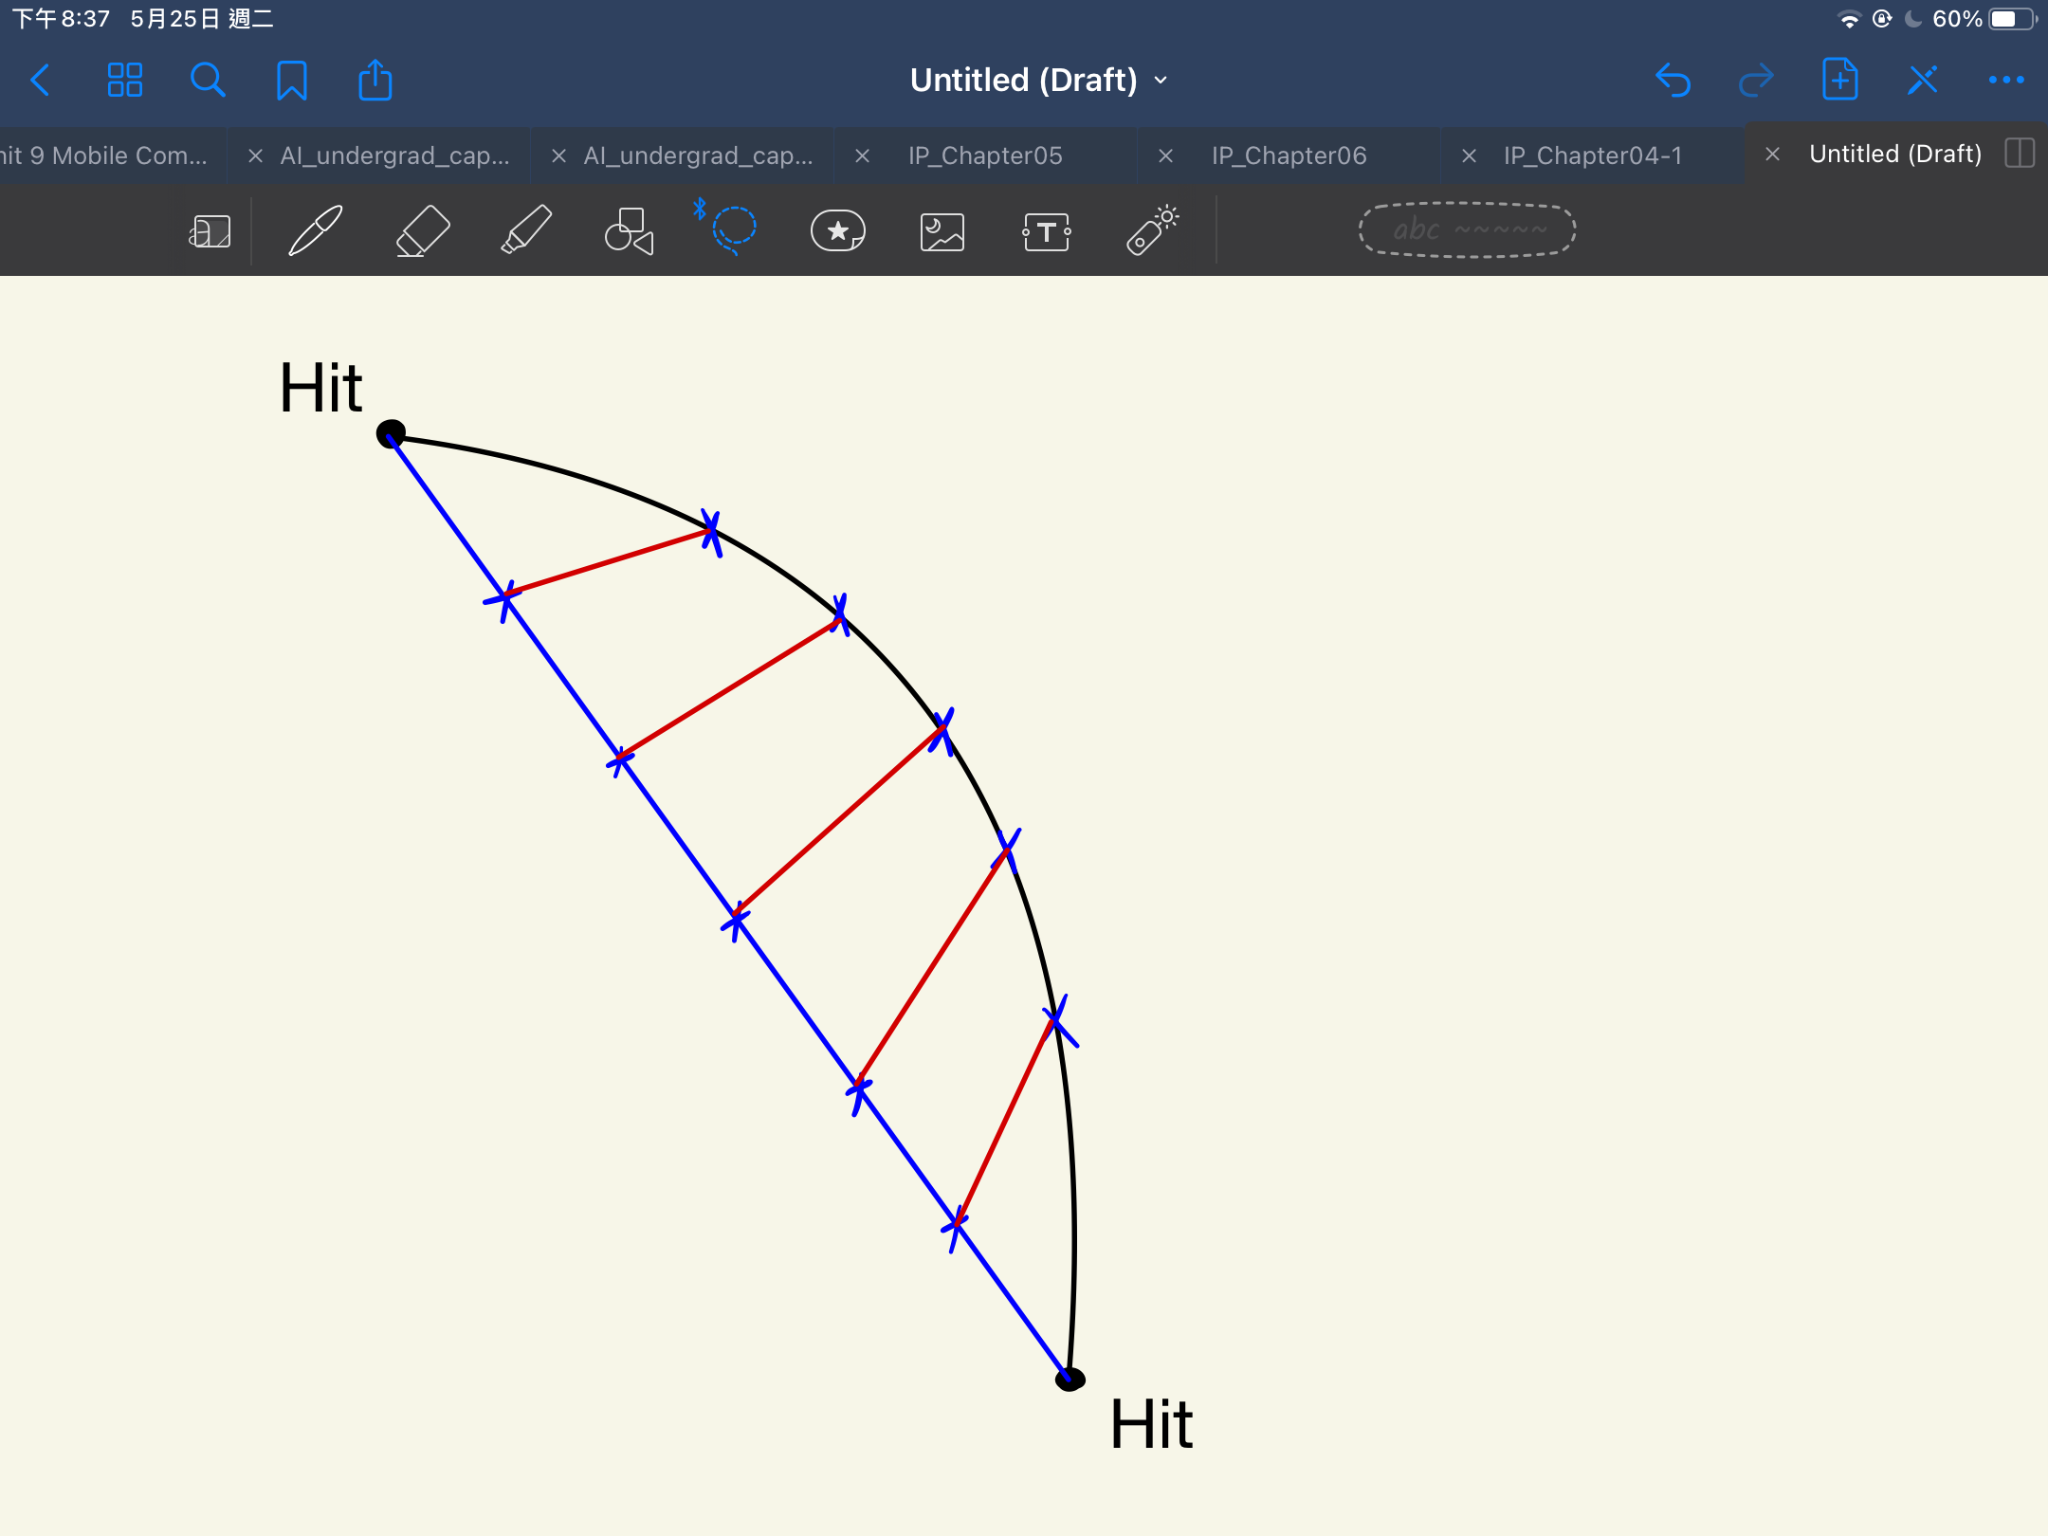 下午8:37 5月25日 週二
60%
Untitled (Draft)
nit 9 Mobile Com...
AI_undergrad_cap...
AI_undergrad_cap...
IP_Chapter05
IP_Chapter06
IP_Chapter04-1
Untitled (Draft)
a
T
abc ~~~~~
Hit
Hit